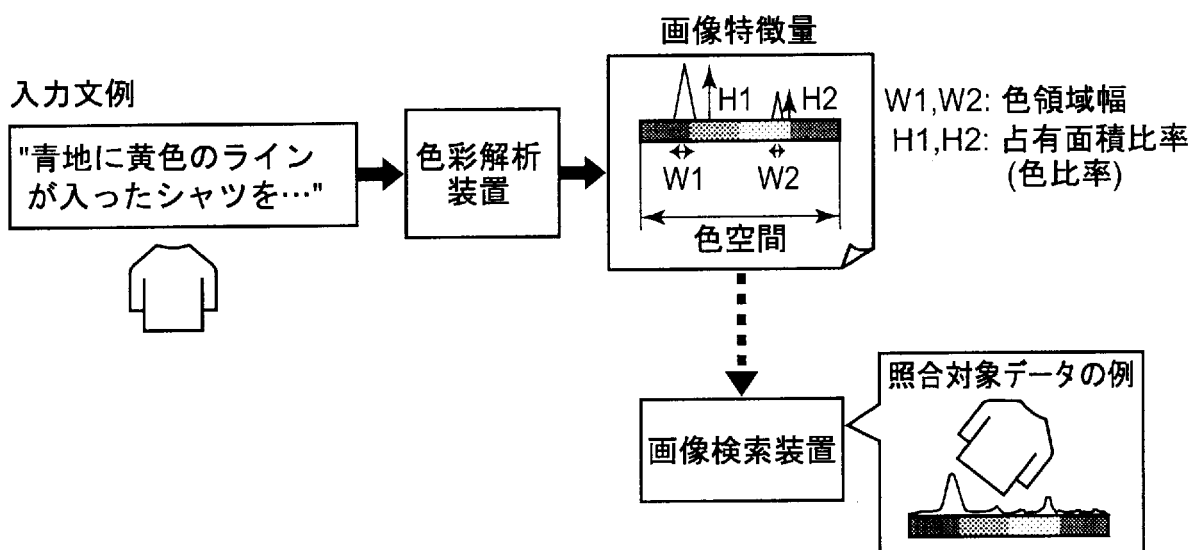 画像特徴量
入力文例
"青地に黄色のライン
が入ったシャツを…"
色彩解析
装置
H1
H2
W1
W2
色空間
W1,W2: 色領域幅
H1,H2: 占有面積比率
(色比率)
画像検索装置
照合対象データの例